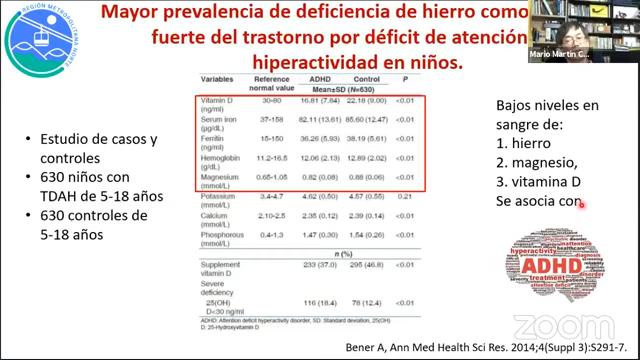 REGIÓN METROPOLITANA NORTE
Mayor prevalencia de deficiencia de hierro como
fuerte del trastorno por déficit de atención
hiperactividad en niños.
Mario Martin C...
• Estudio de casos y
controles
• 630 niños con
TDAH de 5-18 años
• 630 controles de
5-18 años
Variables Reference normal value ADHD Control P
Mean±SD (N=630)
Vitamin D (ng/ml) 30-80 16.81 (7.84) 22.18 (9.00) <0.01
Serum iron (µg/dL) 37-158 82.11 (13.61) 85.60 (12.47) <0.01
Ferritin (ng/ml) 15-150 36.26 (5.93) 38.19 (5.61) <0.01
Hemoglobin (g/dL) 11.2-16.5 12.06 (2.13) 12.89 (2.02) <0.01
Magnesium (mmol/L) 0.65-1.05 0.82 (0.08) 0.88 (0.06) <0.01
Potassium (mmol/L) 3.4-4.7 4.62 (0.50) 4.57 (0.55) 0.21
Calcium (mmol/L) 2.10-2.5 2.35 (0.12) 2.39 (0.14) <0.01
Phosphorous (mmol/L) 0.4-1.3 1.47 (0.30) 1.54 (0.26) <0.01
n (%)
Supplement vitamin D 233 (37.0) 295 (46.8) <0.01
Severe deficiency
25(OH) D<30 ng/ml 116 (18.4) 78 (12.4) <0.01
ADHD: Attention deficit hyperactivity disorder, SD: Standard deviation, 25(OH)
D: 25-Hydroxyvitamin D
Bajos niveles en
sangre de:
1. hierro
2. magnesio,
3. vitamina D
Se asocia con
hyperactivity
inattention
ADHD
attention deficit
zoom
Bener A, Ann Med Health Sci Res. 2014;4(Suppl 3):S291-7.